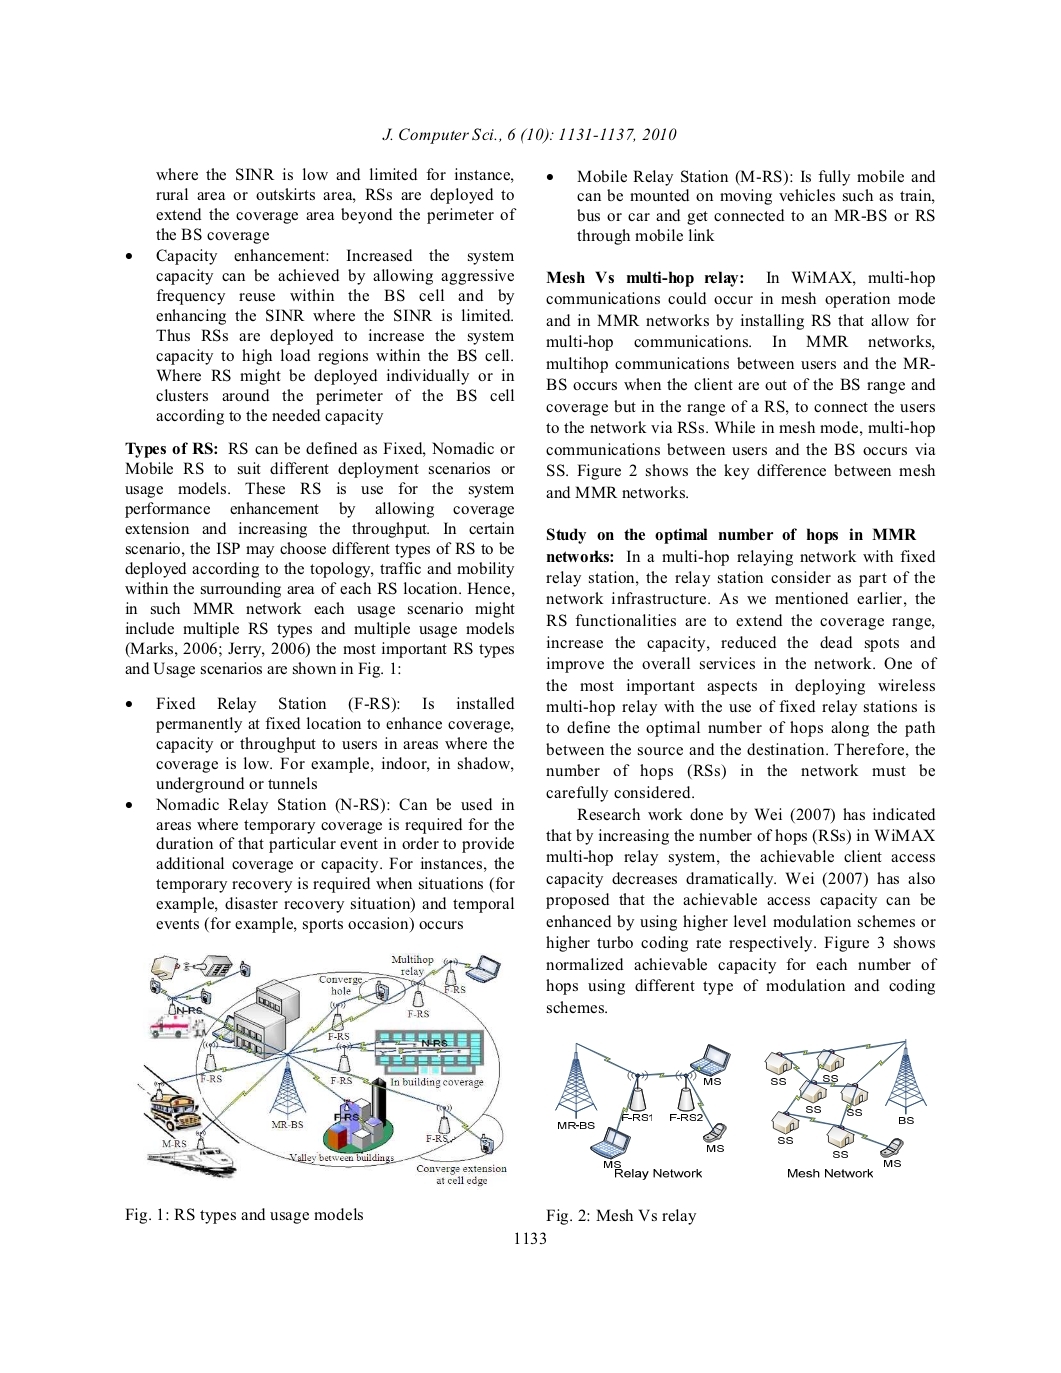 J. Computer Sci., 6 (10): 1131-1137, 2010
where the SINR is low and limited for instance,
rural area or outskirts area, RSs are deployed to
extend the coverage area beyond the perimeter of
the BS coverage
• Capacity enhancement: Increased the system
capacity can be achieved by allowing aggressive
frequency reuse within the BS cell and by
enhancing the SINR where the SINR is limited.
Thus RSs are deployed to increase the system
capacity to high load regions within the BS cell.
Where RS might be deployed individually or in
clusters around the perimeter of the BS cell
according to the needed capacity
Types of RS: RS can be defined as Fixed, Nomadic or
Mobile RS to suit different deployment scenarios or
usage models. These RS is use for the system
performance enhancement by allowing coverage
extension and increasing the throughput. In certain
scenario, the ISP may choose different types of RS to be
deployed according to the topology, traffic and mobility
within the surrounding area of each RS location. Hence,
in such MMR network each usage scenario might
include multiple RS types and multiple usage models
(Marks, 2006; Jerry, 2006) the most important RS types
and Usage scenarios are shown in Fig. 1:
• Fixed Relay Station (F-RS): Is installed
permanently at fixed location to enhance coverage,
capacity or throughput to users in areas where the
coverage is low. For example, indoor, in shadow,
underground or tunnels
• Nomadic Relay Station (N-RS): Can be used in
areas where temporary coverage is required for the
duration of that particular event in order to provide
additional coverage or capacity. For instances, the
temporary recovery is required when situations (for
example, disaster recovery situation) and temporal
events (for example, sports occasion) occurs
Multihop
relay
F-RS
Converge
hole
F-RS
N-RS
F-RS
N-RS
F-RS
F-RS
In building coverage
MR-BS
F-RS
F-RS
M-RS
Valley between buildings
Converge extension
at cell edge
Fig. 1: RS types and usage models
• Mobile Relay Station (M-RS): Is fully mobile and
can be mounted on moving vehicles such as train,
bus or car and get connected to an MR-BS or RS
through mobile link
Mesh Vs multi-hop relay: In WiMAX, multi-hop
communications could occur in mesh operation mode
and in MMR networks by installing RS that allow for
multi-hop communications. In MMR networks,
multihop communications between users and the MR-
BS occurs when the client are out of the BS range and
coverage but in the range of a RS, to connect the users
to the network via RSs. While in mesh mode, multi-hop
communications between users and the BS occurs via
SS. Figure 2 shows the key difference between mesh
and MMR networks.
Study on the optimal number of hops in MMR
networks: In a multi-hop relaying network with fixed
relay station, the relay station consider as part of the
network infrastructure. As we mentioned earlier, the
RS functionalities are to extend the coverage range,
increase the capacity, reduced the dead spots and
improve the overall services in the network. One of
the most important aspects in deploying wireless
multi-hop relay with the use of fixed relay stations is
to define the optimal number of hops along the path
between the source and the destination. Therefore, the
number of hops (RSs) in the network must be
carefully considered.
Research work done by Wei (2007) has indicated
that by increasing the number of hops (RSs) in WiMAX
multi-hop relay system, the achievable client access
capacity decreases dramatically. Wei (2007) has also
proposed that the achievable access capacity can be
enhanced by using higher level modulation schemes or
higher turbo coding rate respectively. Figure 3 shows
normalized achievable capacity for each number of
hops using different type of modulation and coding
schemes.
MS
MR-BS
F-RS1
F-RS2
MS
MS
Relay Network
SS
SS
SS
SS
BS
SS
SS
MS
Mesh Network
Fig. 2: Mesh Vs relay
1133